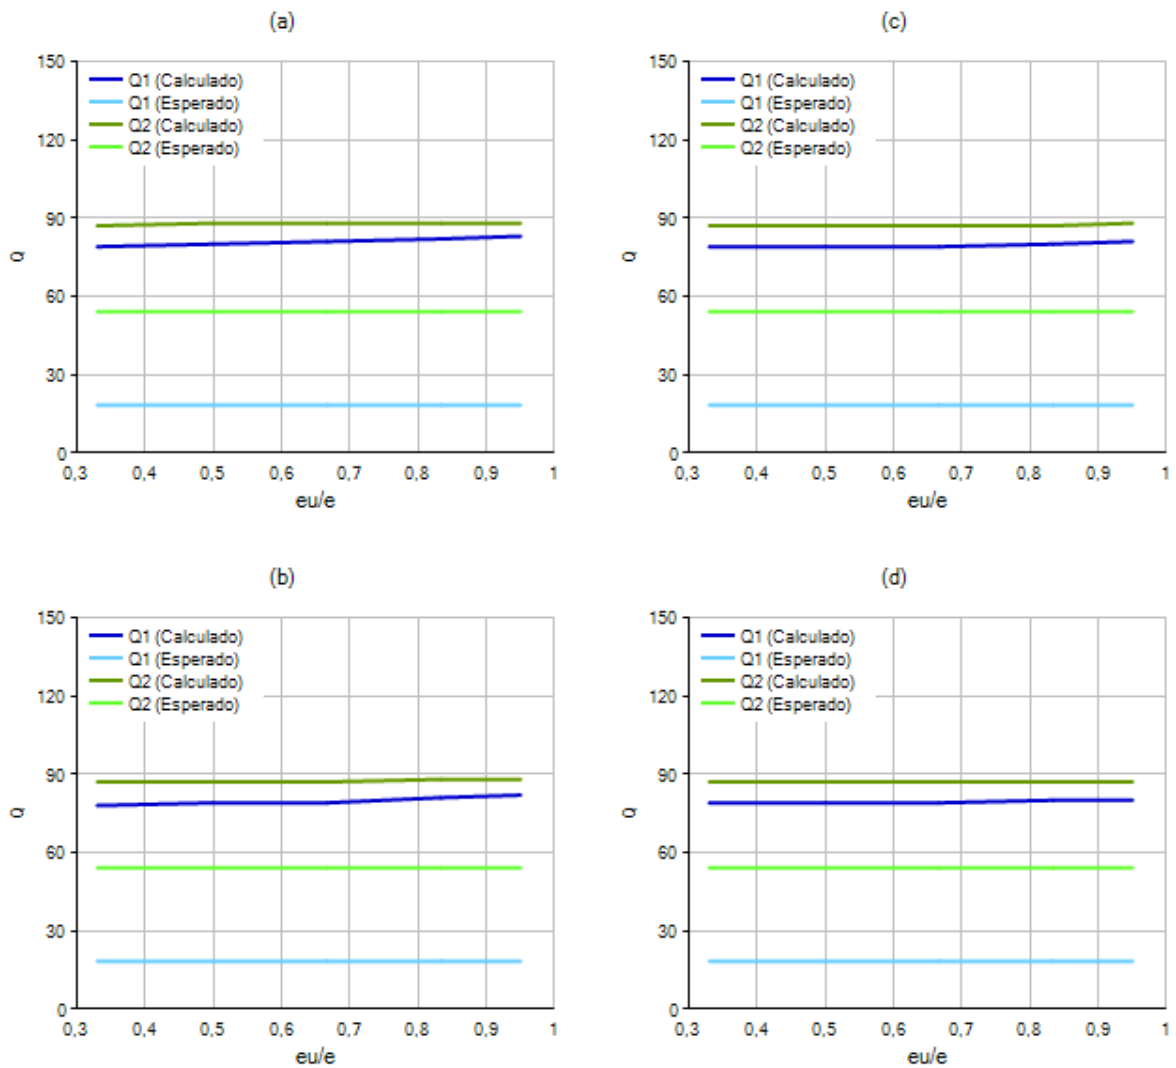 (a)
150
120
90
60
30
0
Q
Q1 (Calculado)
Q1 (Esperado)
Q2 (Calculado)
Q2 (Esperado)
0,3 0,4 0,5 0,6 0,7 0,8 0,9 1
eu/e
(c)
150
120
90
60
30
0
Q
Q1 (Calculado)
Q1 (Esperado)
Q2 (Calculado)
Q2 (Esperado)
0,3 0,4 0,5 0,6 0,7 0,8 0,9 1
eu/e
(b)
150
120
90
60
30
0
Q
Q1 (Calculado)
Q1 (Esperado)
Q2 (Calculado)
Q2 (Esperado)
0,3 0,4 0,5 0,6 0,7 0,8 0,9 1
eu/e
(d)
150
120
90
60
30
0
Q
Q1 (Calculado)
Q1 (Esperado)
Q2 (Calculado)
Q2 (Esperado)
0,3 0,4 0,5 0,6 0,7 0,8 0,9 1
eu/e